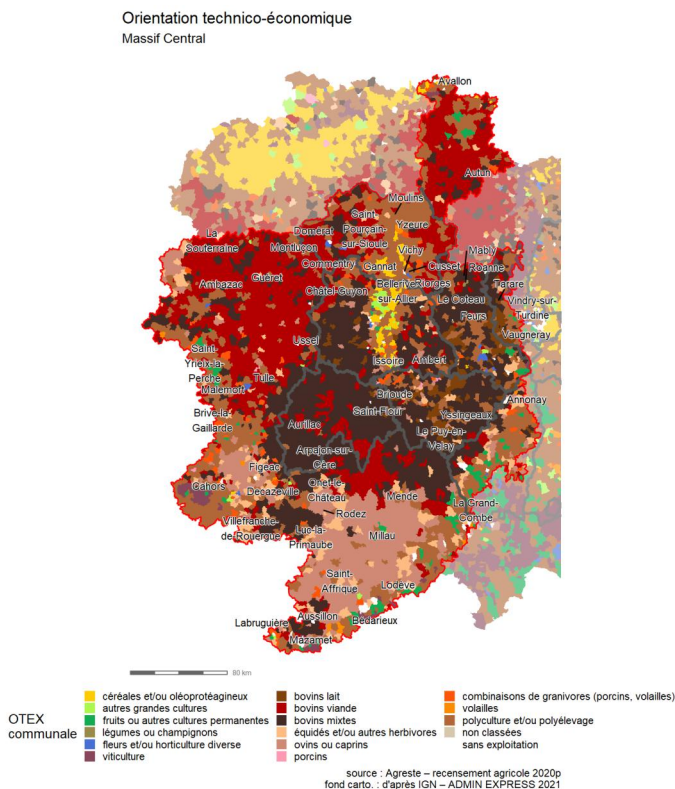 Orientation technico-économique
Massif Central
Avallon
Autun
Moulins
Saint-
Pourçain-
sur-Sioule
Yzeure
La
Souterraine
Domérat
Montluçon
Vichy
Mably
Commentry
Gannat
Cusset
Roanne
Guéret
Ambazac
Châtel-Guyon
Bellerive-
sur-Allier
Riorges
Le Coteau
Tarare
Feurs
Vindry-sur-
Turdine
Vaugneray
Ussel
Saint-
Yrieix-la-
Perche
Issoire
Ambert
Tulle
Malemort
Brioude
Annonay
Brive-la-
Gaillarde
Saint-Flour
Yssingeaux
Aurillac
Le Puy-en-
Velay
Arpajon-sur-
Cère
Figeac
Cahors
Decazeville
Onet-le-
Château
Mende
La Grand-
Combe
Rodez
Villefranche-
de-Rouergue
Luc-la-
Primaube
Millau
Saint-
Affrique
Lodève
Aussillon
Bédarieux
Labruguière
Mazamet
80 km
OTEX
communale
céréales et/ou oléoprotéagineux
autres grandes cultures
fruits ou autres cultures permanentes
légumes ou champignons
fleurs et/ou horticulture diverse
viticulture
bovins lait
bovins viande
bovins mixtes
équidés et/ou autres herbivores
ovins ou caprins
porcins
combinaisons de granivores (porcins, volailles)
volailles
polyculture et/ou polyélevage
non classées
sans exploitation
source : Agreste – recensement agricole 2020p
fond carto. : d'après IGN – ADMIN EXPRESS 2021